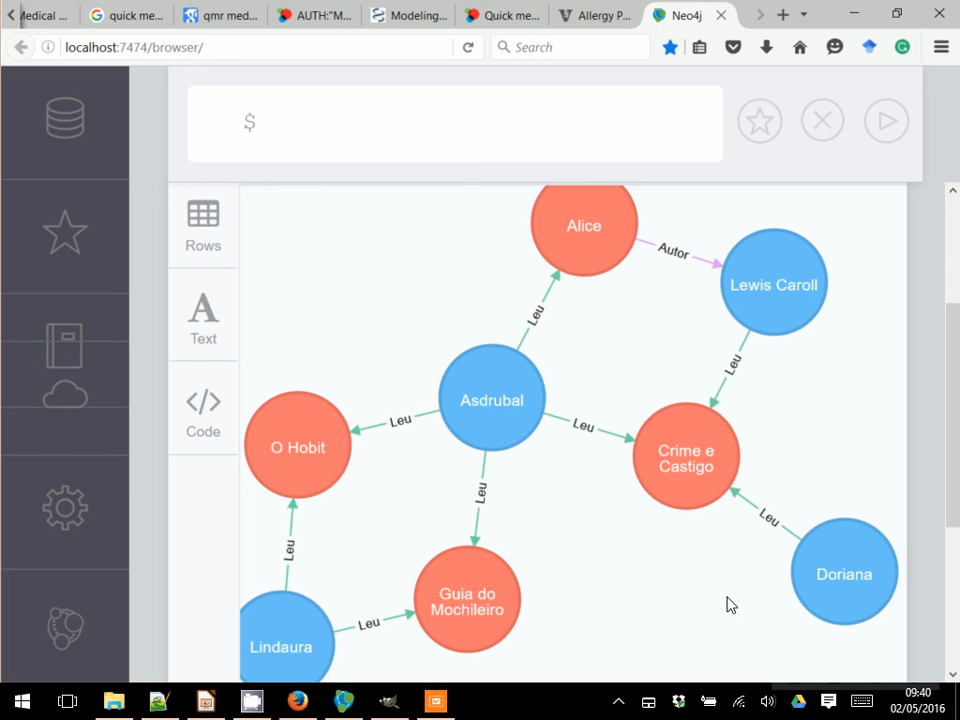 Medical ...
quick me...
qmr med...
AUTH:"M...
Modeling...
Quick me...
Allergy P...
Neo4j
localhost:7474/browser/
Search
$
Rows
Text
Code
Alice
Autor
Lewis Caroll
Leu
Leu
Asdrubal
Leu
Leu
O Hobit
Crime e
Castigo
Leu
Leu
Leu
Doriana
Guia do
Mochileiro
Leu
Lindaura
09:40
02/05/2016